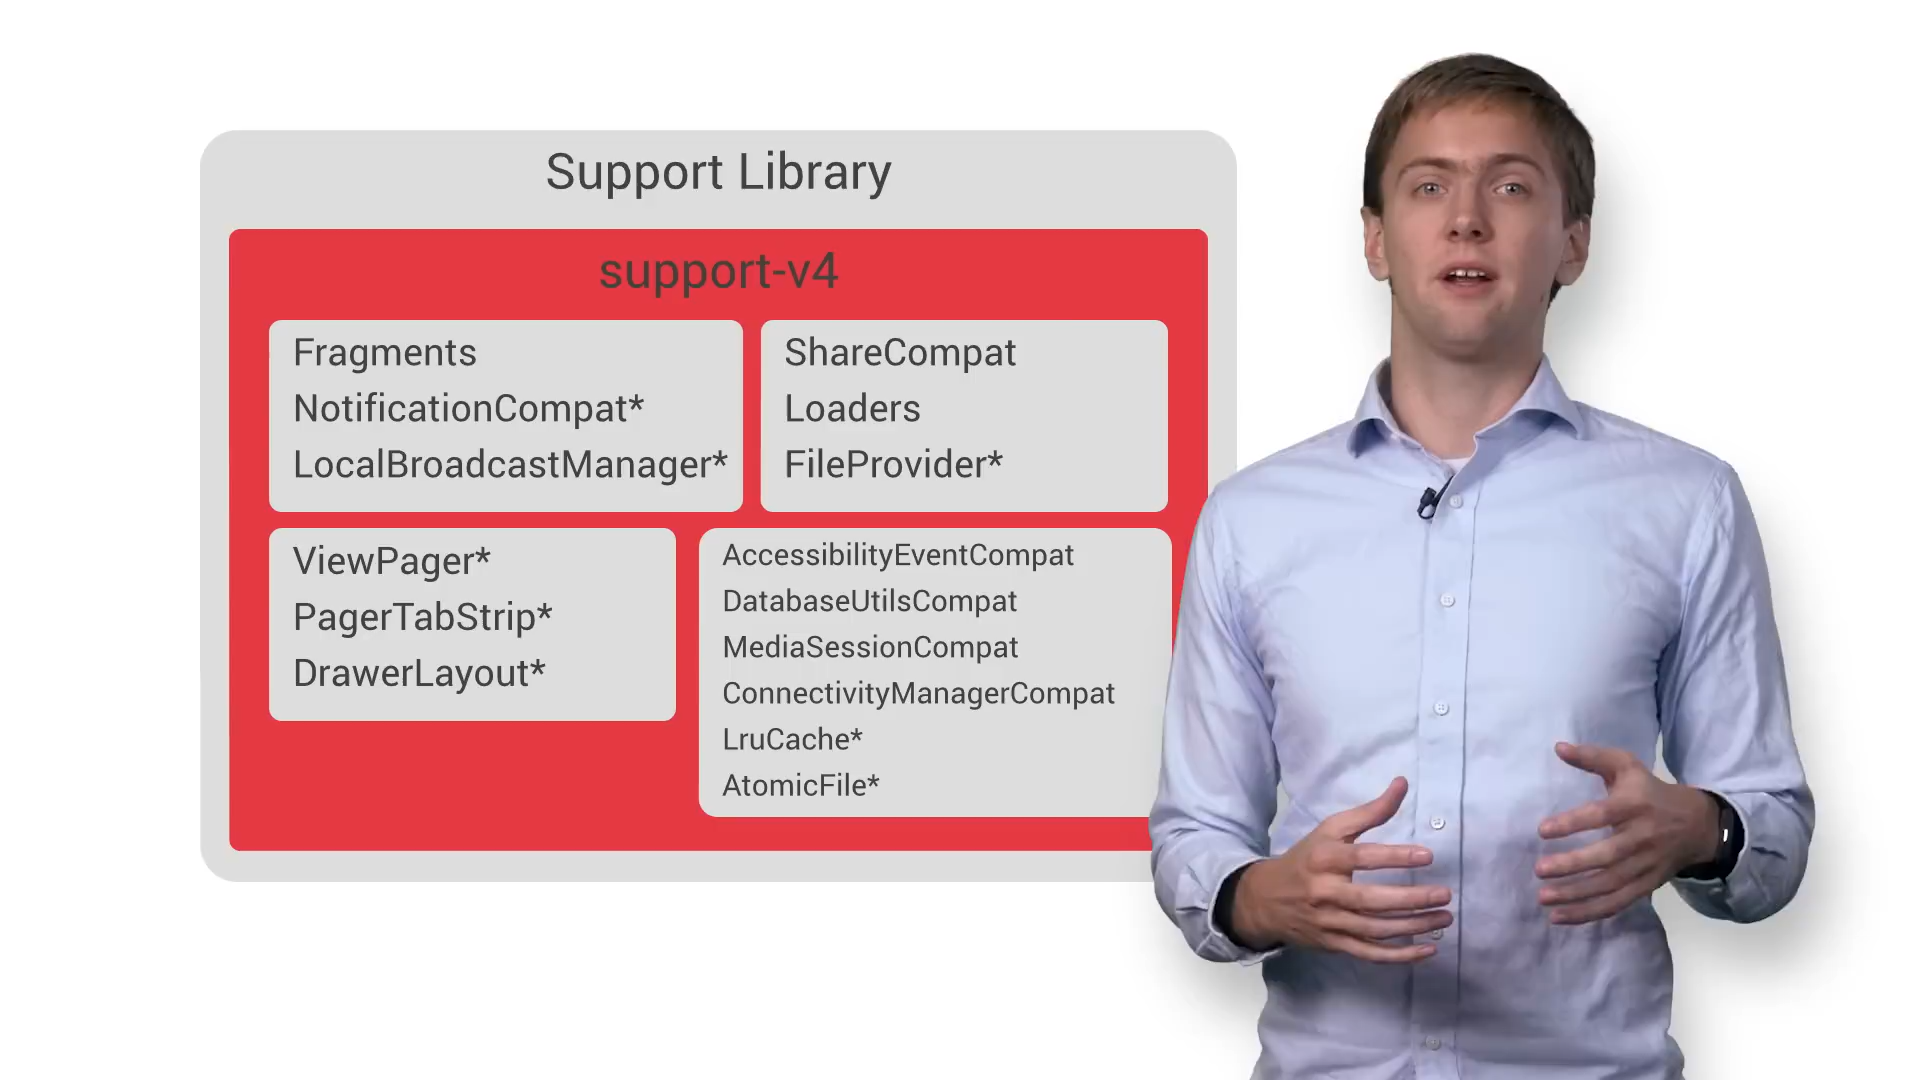 Support Library
support-v4
Fragments
NotificationCompat*
LocalBroadcastManager*
ShareCompat
Loaders
FileProvider*
ViewPager*
PagerTabStrip*
DrawerLayout*
AccessibilityEventCompat
DatabaseUtilsCompat
MediaSessionCompat
ConnectivityManagerCompat
LruCache*
AtomicFile*